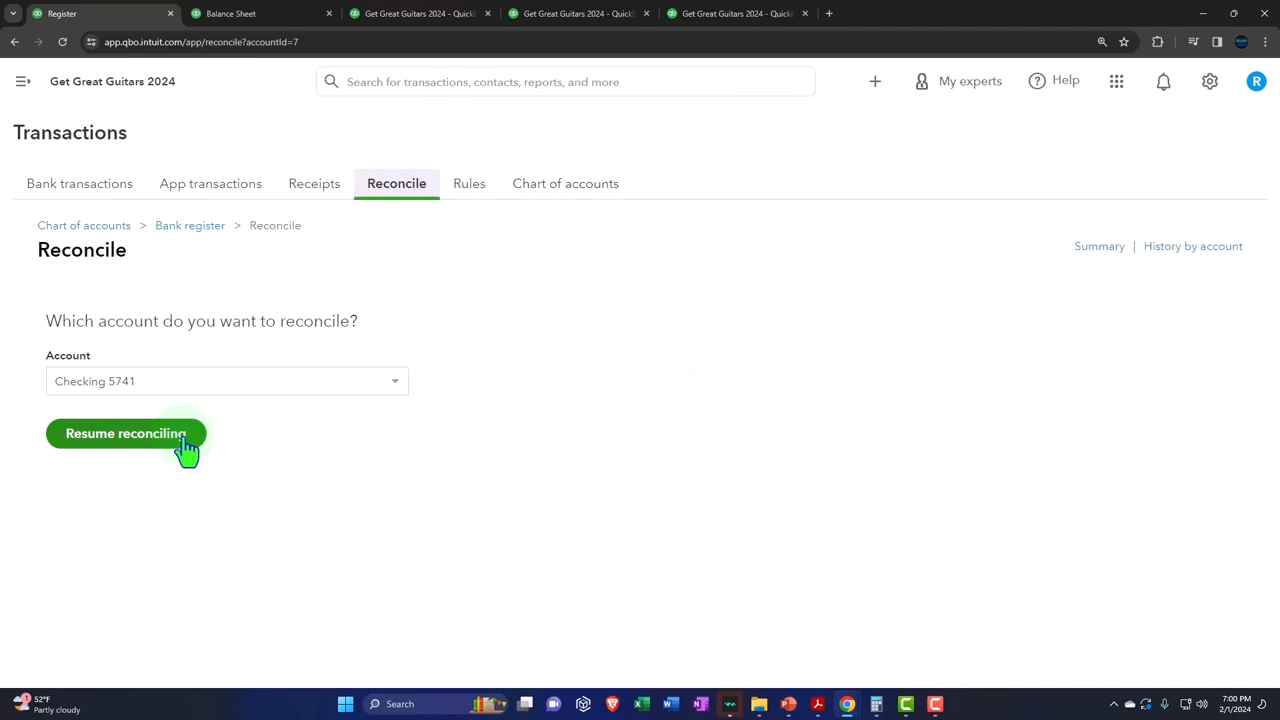 Reconcile
Balance Sheet
Get Great Guitars 2024 - Quick
Get Great Guitars 2024 - Quick
Get Great Guitars 2024 - Quick
app.qbo.intuit.com/app/reconcile?accountId=7
Get Great Guitars 2024
Search for transactions, contacts, reports, and more
My experts
Help
R
Transactions
Bank transactions
App transactions
Receipts
Reconcile
Rules
Chart of accounts
Chart of accounts > Bank register > Reconcile
Reconcile
Summary | History by account
Which account do you want to reconcile?
Account
Checking 5741
Resume reconciling
1
52°F
Partly cloudy
Search
7:00 PM
2/1/2024